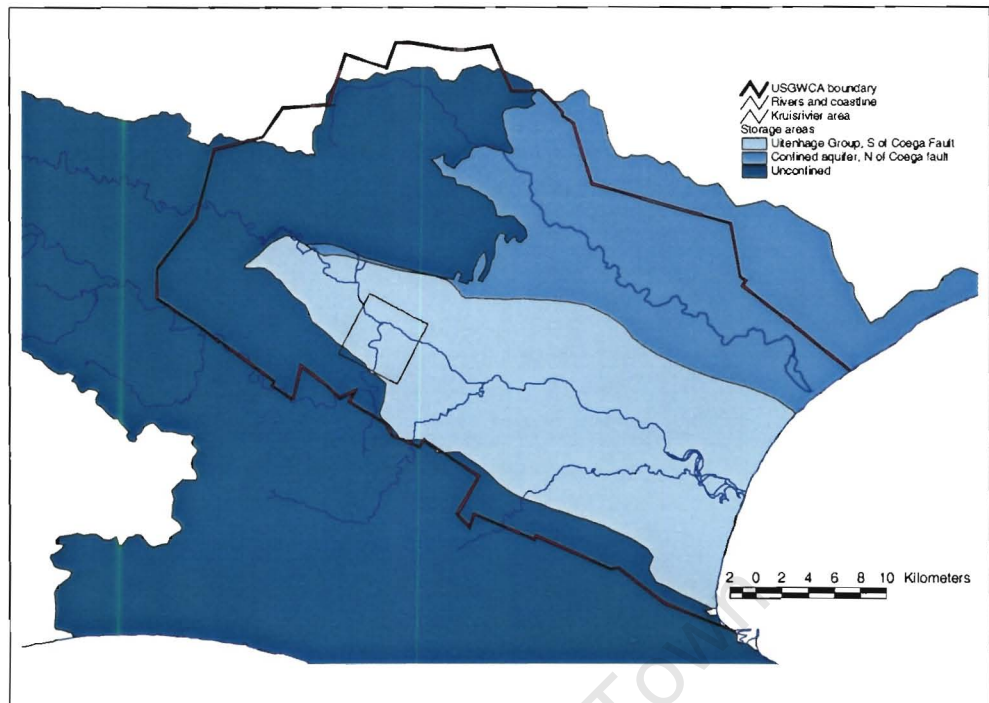 USGWCA boundary
Rivers and coastline
Kruisrivier area
Storage areas
Uitenhage Group, S of Coega Fault
Confined aquifer, N of Coega fault
Unconfined
2 0 2 4 6 8 10 Kilometers
Town